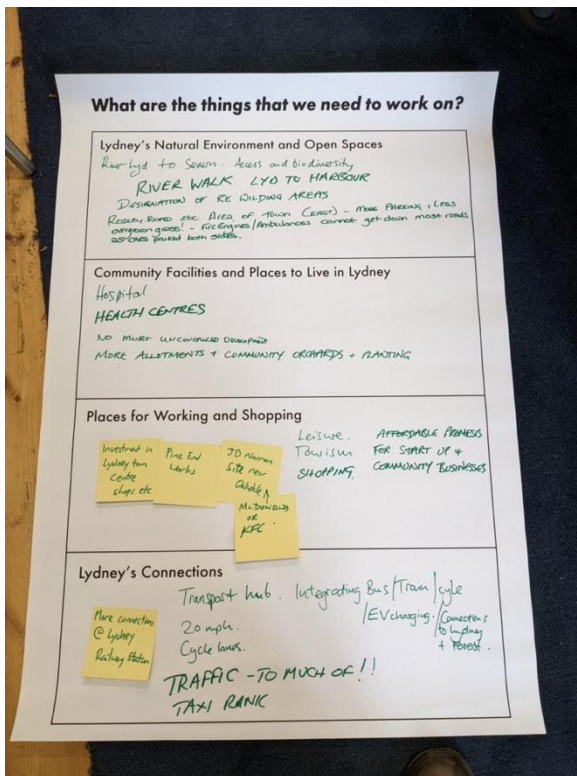 What are the things that we need to work on?
Lydney's Natural Environment and Open Spaces
River Lyd to Severn. Access and biodiversity
RIVER WALK LYD TO HARBOUR
DESIGNATION OF RE WILDING AREAS
Road etc Area of Town (EAST) - More PARKING, Less
overgrown grass! - Fire Engines/Ambulances cannot get down most roads
as cars parked both sides.
Community Facilities and Places to Live in Lydney
Hospital
HEALTH CENTRES
NO MORE DEVELOPMENT
MORE ALLOTMENTS + COMMUNITY ORCHARDS + PLANTING
Places for Working and Shopping
Investment in
Lydney town
Centre
shops etc
Pine End
Works
JD Norman
Site new
McDONALDS
OR
KFC
Leisure.
Tourism
SHOPPING.
AFFORDABLE PREMISES
FOR START UP +
COMMUNITY BUSINESSES
Lydney's Connections
More connections
@ Lydney
Railway Station
Transport hub. Integrating Bus/Train/cycle
/EV charging./Connections
to Lydney
+ Forest.
20 mph.
Cycle lanes.
TRAFFIC - TO MUCH OF!!
TAXI RANK